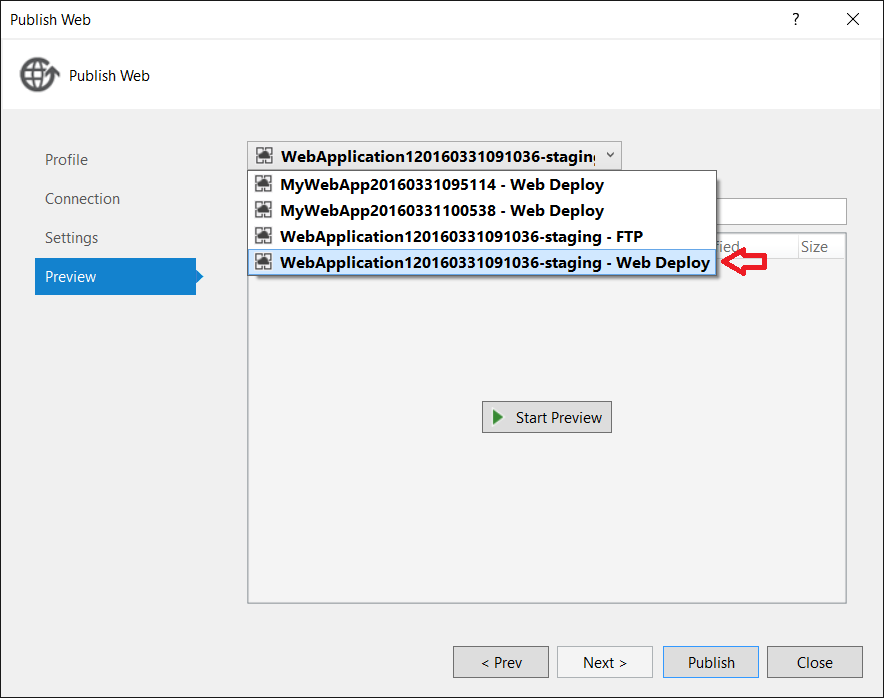 Publish Web
?
Publish Web
Profile
Connection
Settings
Preview
WebApplication120160331091036-staging
MyWebApp20160331095114 - Web Deploy
MyWebApp20160331100538 - Web Deploy
WebApplication120160331091036-staging - FTP
WebApplication120160331091036-staging - Web Deploy
Size
Start Preview
< Prev
Next >
Publish
Close